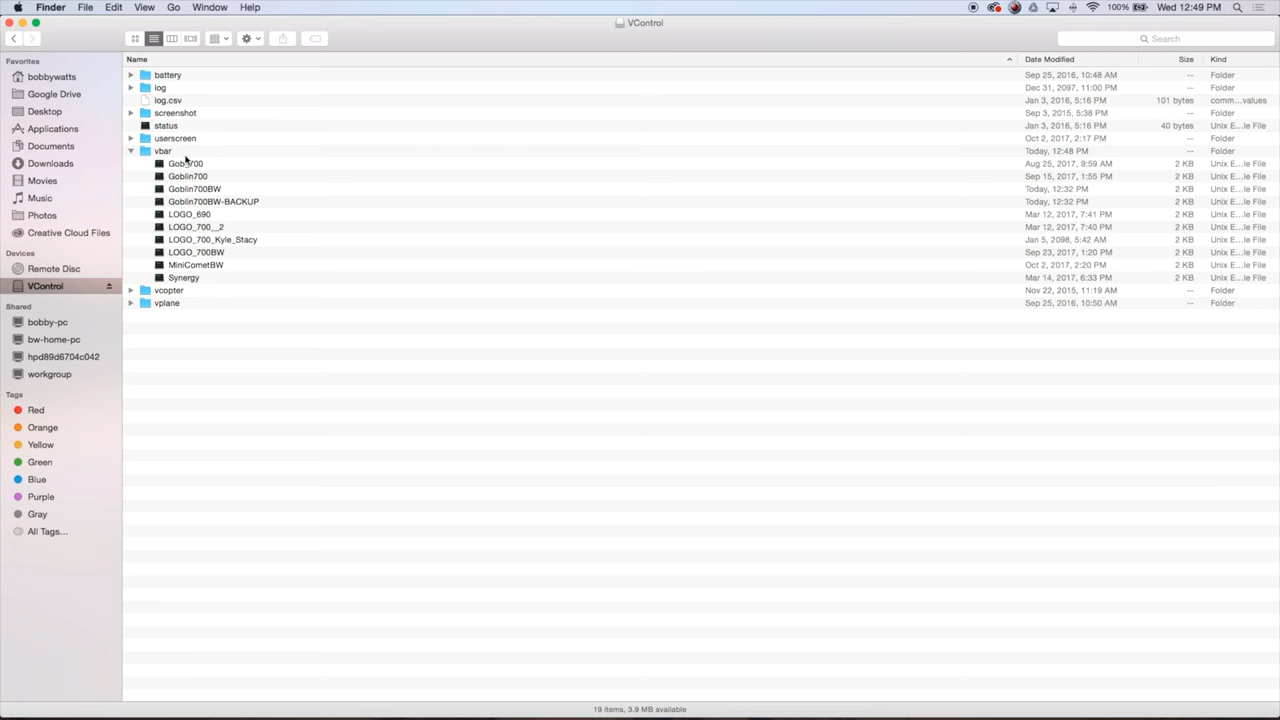 Finder File Edit View Go Window Help 100% Wed 12:49 PM
VControl
Search
Favorites
bobbywatts
Google Drive
Desktop
Applications
Documents
Downloads
Movies
Music
Photos
Creative Cloud Files
Devices
Remote Disc
VControl
Shared
bobby-pc
bw-home-pc
hpd89d6704c042
workgroup
Tags
Red
Orange
Yellow
Green
Blue
Purple
Gray
All Tags...
Name Date Modified Size Kind
battery Sep 25, 2016, 10:48 AM -- Folder
log Dec 31, 2097, 11:00 PM -- Folder
log.csv Jan 3, 2016, 5:16 PM 101 bytes comm...values
screenshot Sep 3, 2015, 5:38 PM -- Folder
status Jan 3, 2016, 5:16 PM 40 bytes Unix E...le File
userscreen Oct 2, 2017, 2:17 PM -- Folder
vbar Today, 12:48 PM -- Folder
Aug 25, 2017, 9:59 AM 2 KB Unix E...le File
Goblin700 Sep 15, 2017, 1:55 PM 2 KB Unix E...le File
Goblin700BW Today, 12:32 PM 2 KB Unix E...le File
Goblin700BW-BACKUP Today, 12:32 PM 2 KB Unix E...le File
LOGO_690 Mar 12, 2017, 7:41 PM 2 KB Unix E...le File
LOGO_700__2 Mar 12, 2017, 7:40 PM 2 KB Unix E...le File
LOGO_700_Kyle_Stacy Jan 5, 2098, 5:42 AM 2 KB Unix E...le File
LOGO_700BW Sep 23, 2017, 1:20 PM 2 KB Unix E...le File
MiniCometBW Oct 2, 2017, 2:20 PM 2 KB Unix E...le File
Synergy Mar 14, 2017, 6:33 PM 2 KB Unix E...le File
vcopter Nov 22, 2015, 11:19 AM -- Folder
vplane Sep 25, 2016, 10:50 AM -- Folder
19 items, 3.9 MB available